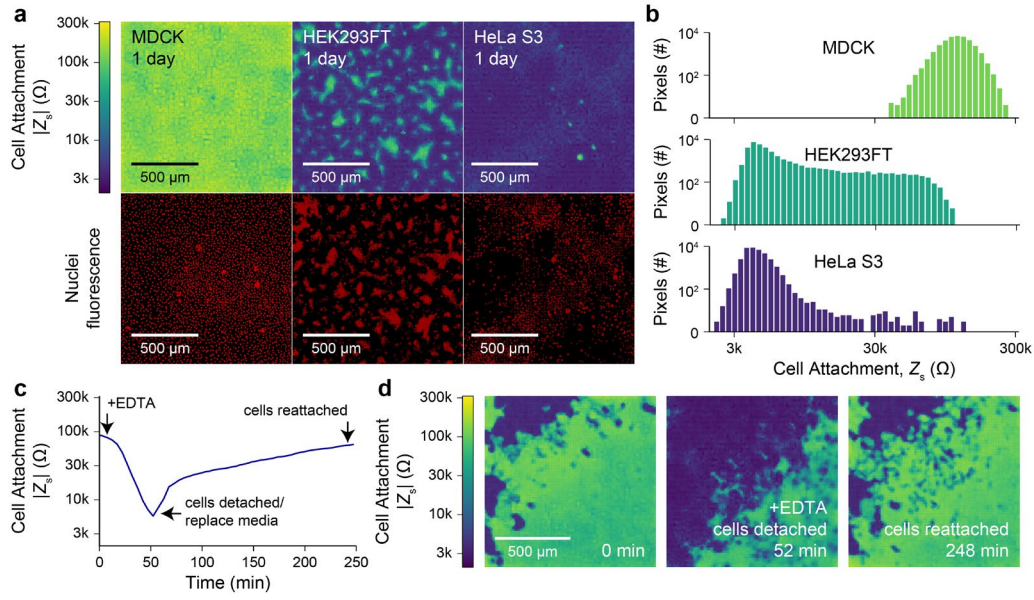 a
300k
100k
30k
10k
3k
Cell Attachment
|Zs| (Ω)
MDCK
1 day
500 µm
HEK293FT
1 day
500 µm
HeLa S3
1 day
500 µm
Nuclei
fluorescence
500 µm
500 µm
500 µm
b
Pixels (#)
10⁴
10²
0
MDCK
Pixels (#)
10⁴
10²
0
HEK293FT
Pixels (#)
10⁴
10²
0
HeLa S3
3k
30k
300k
Cell Attachment, Zs (Ω)
c
Cell Attachment
|Zs| (Ω)
300k
100k
30k
10k
3k
+EDTA
cells reattached
cells detached/
replace media
0
50
100
150
200
250
Time (min)
d
Cell Attachment
|Zs| (Ω)
300k
100k
30k
10k
3k
500 µm
0 min
+EDTA
cells detached
52 min
cells reattached
248 min